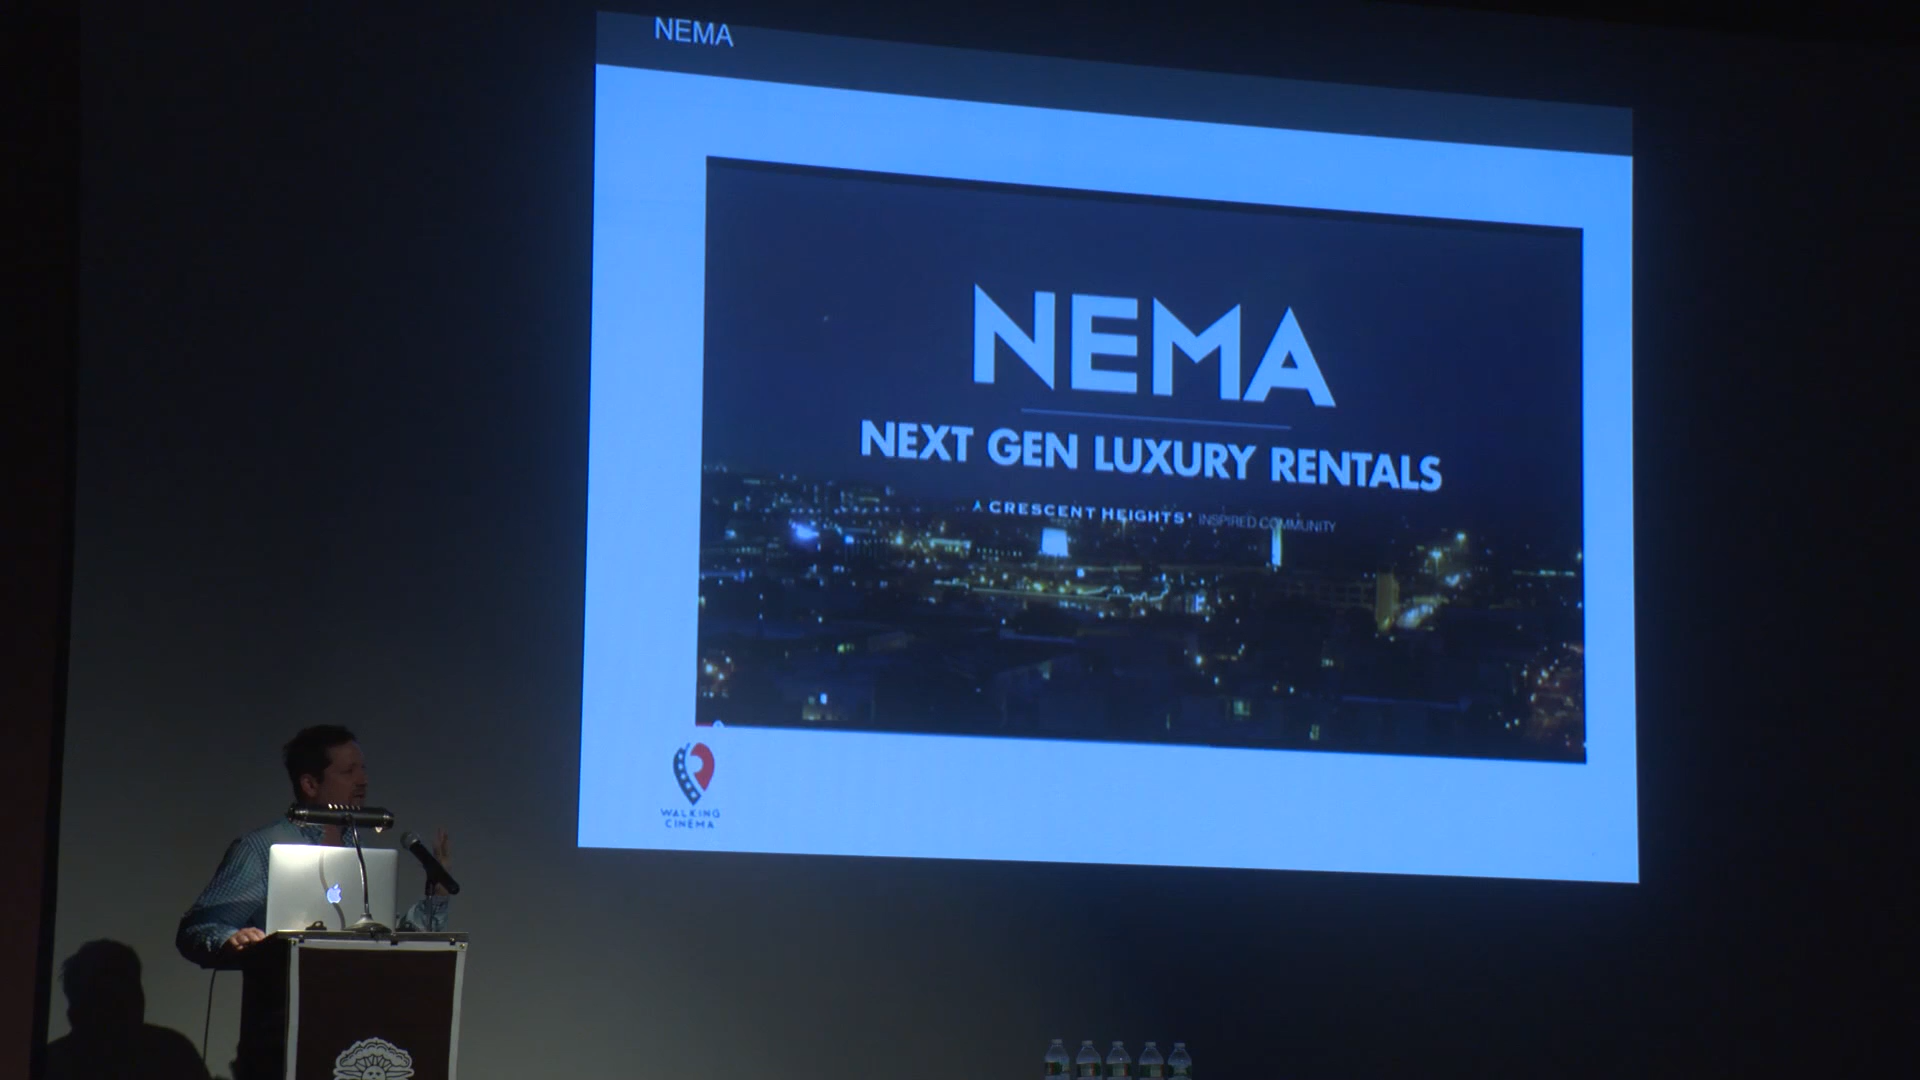 NEMA
NEMA
NEXT GEN LUXURY RENTALS
A CRESCENT HEIGHTS® INSPIRED COMMUNITY
WALKING
CINEMA